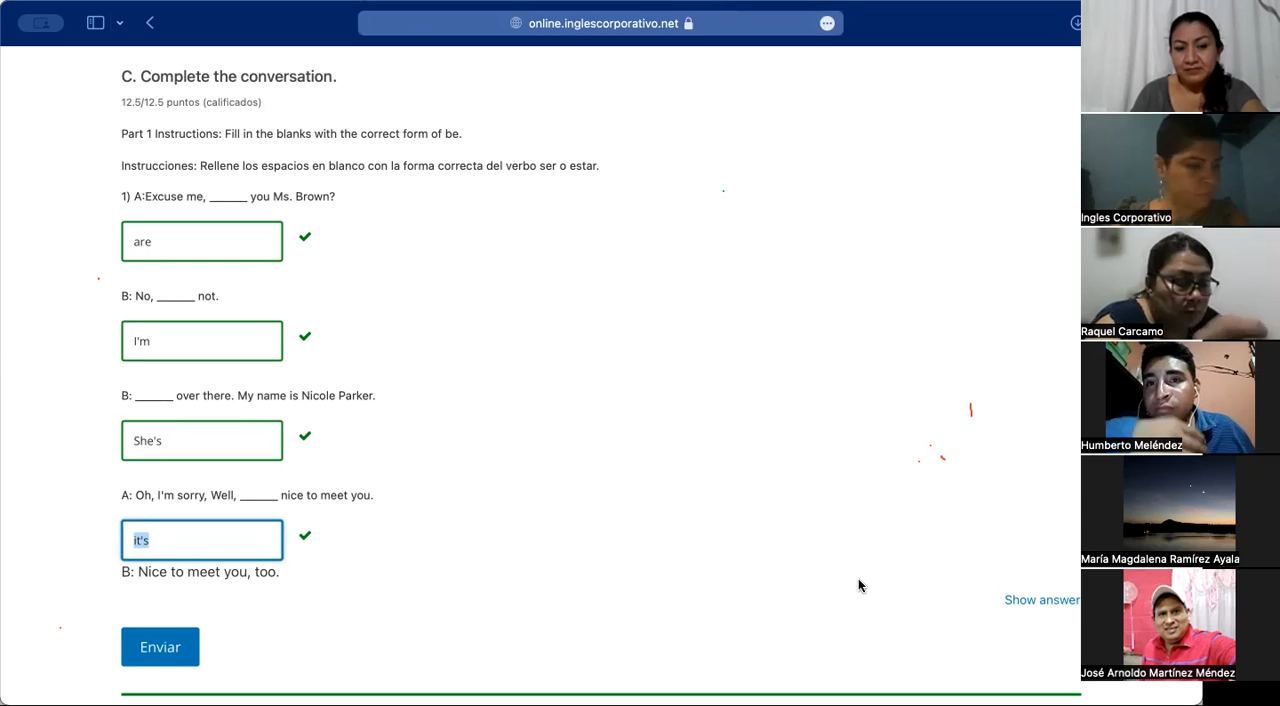 online.inglescorporativo.net
C. Complete the conversation.
12.5/12.5 puntos (calificados)
Part 1 Instructions: Fill in the blanks with the correct form of be.
Instrucciones: Rellene los espacios en blanco con la forma correcta del verbo ser o estar.
1) A:Excuse me, ______ you Ms. Brown?
are
B: No, ______ not.
I'm
B: ______ over there. My name is Nicole Parker.
She's
A: Oh, I'm sorry, Well, ______ nice to meet you.
it's
B: Nice to meet you, too.
Show answer
Enviar
Ingles Corporativo
Raquel Carcamo
Humberto Meléndez
María Magdalena Ramírez Ayala
José Arnoldo Martínez Méndez